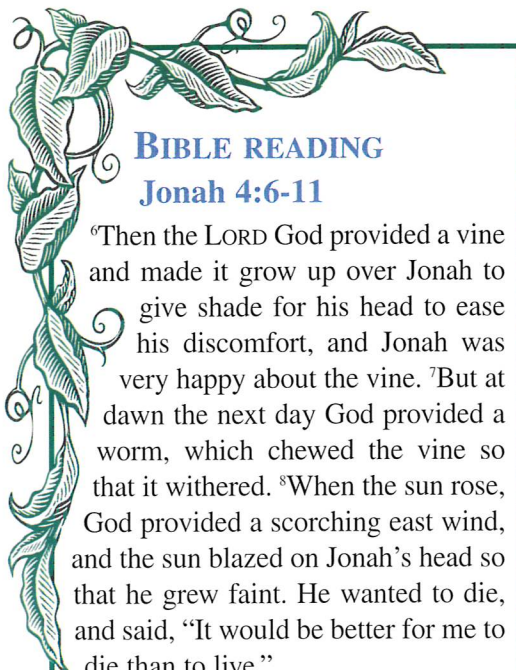 BIBLE READING
Jonah 4:6-11
⁶Then the LORD God provided a vine
and made it grow up over Jonah to
give shade for his head to ease
his discomfort, and Jonah was
very happy about the vine. ⁷But at
dawn the next day God provided a
worm, which chewed the vine so
that it withered. ⁸When the sun rose,
God provided a scorching east wind,
and the sun blazed on Jonah's head so
that he grew faint. He wanted to die,
and said, “It would be better for me to
die than to live.”